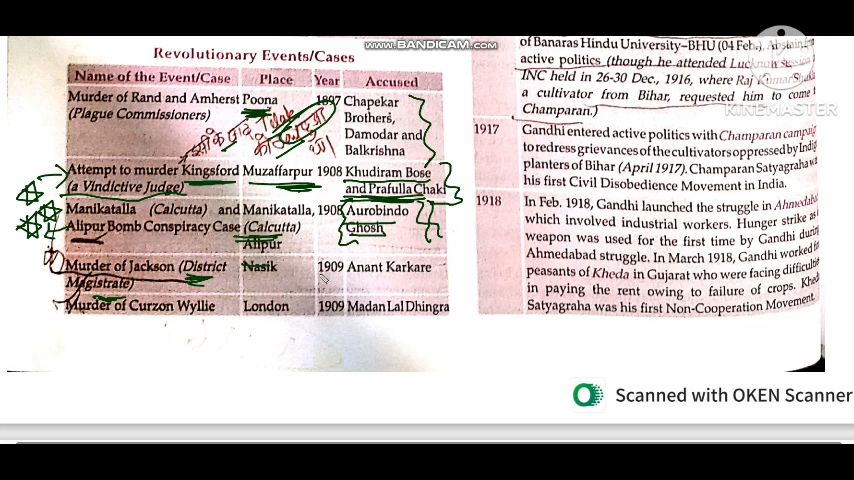 www.BANDICAM.com
Revolutionary Events/Cases
Name of the Event/Case Place Year Accused
Murder of Rand and Amherst Poona 1897 Chapekar
(Plague Commissioners) Brothers,
Damodar and
Balkrishna
Tilak
Attempt to murder Kingsford Muzaffarpur 1908 Khudiram Bose
(a Vindictive Judge) and Prafulla Chaki
Manikatalla (Calcutta) and Manikatalla, 1908 Aurobindo
Alipur Bomb Conspiracy Case (Calcutta) Ghosh
Alipur
Murder of Jackson (District Nasik 1909 Anant Karkare
Magistrate)
Murder of Curzon Wyllie London 1909 Madan Lal Dhingra
of Banaras Hindu University–BHU (04 Feb.). Abstain
active politics (though he attended Lucknow Session
INC held in 26-30 Dec., 1916, where Raj Kumar
a cultivator from Bihar, requested him to come
Champaran.)
KINEMASTER
1917 Gandhi entered active politics with Champaran campaig
to redress grievances of the cultivators oppressed by Indig
planters of Bihar (April 1917). Champaran Satyagraha
his first Civil Disobedience Movement in India.
1918 In Feb. 1918, Gandhi launched the struggle in Ahmedab
which involved industrial workers. Hunger strike as
weapon was used for the first time by Gandhi durin
Ahmedabad struggle. In March 1918, Gandhi worked
peasants of Kheda in Gujarat who were facing difficult
in paying the rent owing to failure of crops. Khe
Satyagraha was his first Non-Cooperation Movement.
Scanned with OKEN Scanner